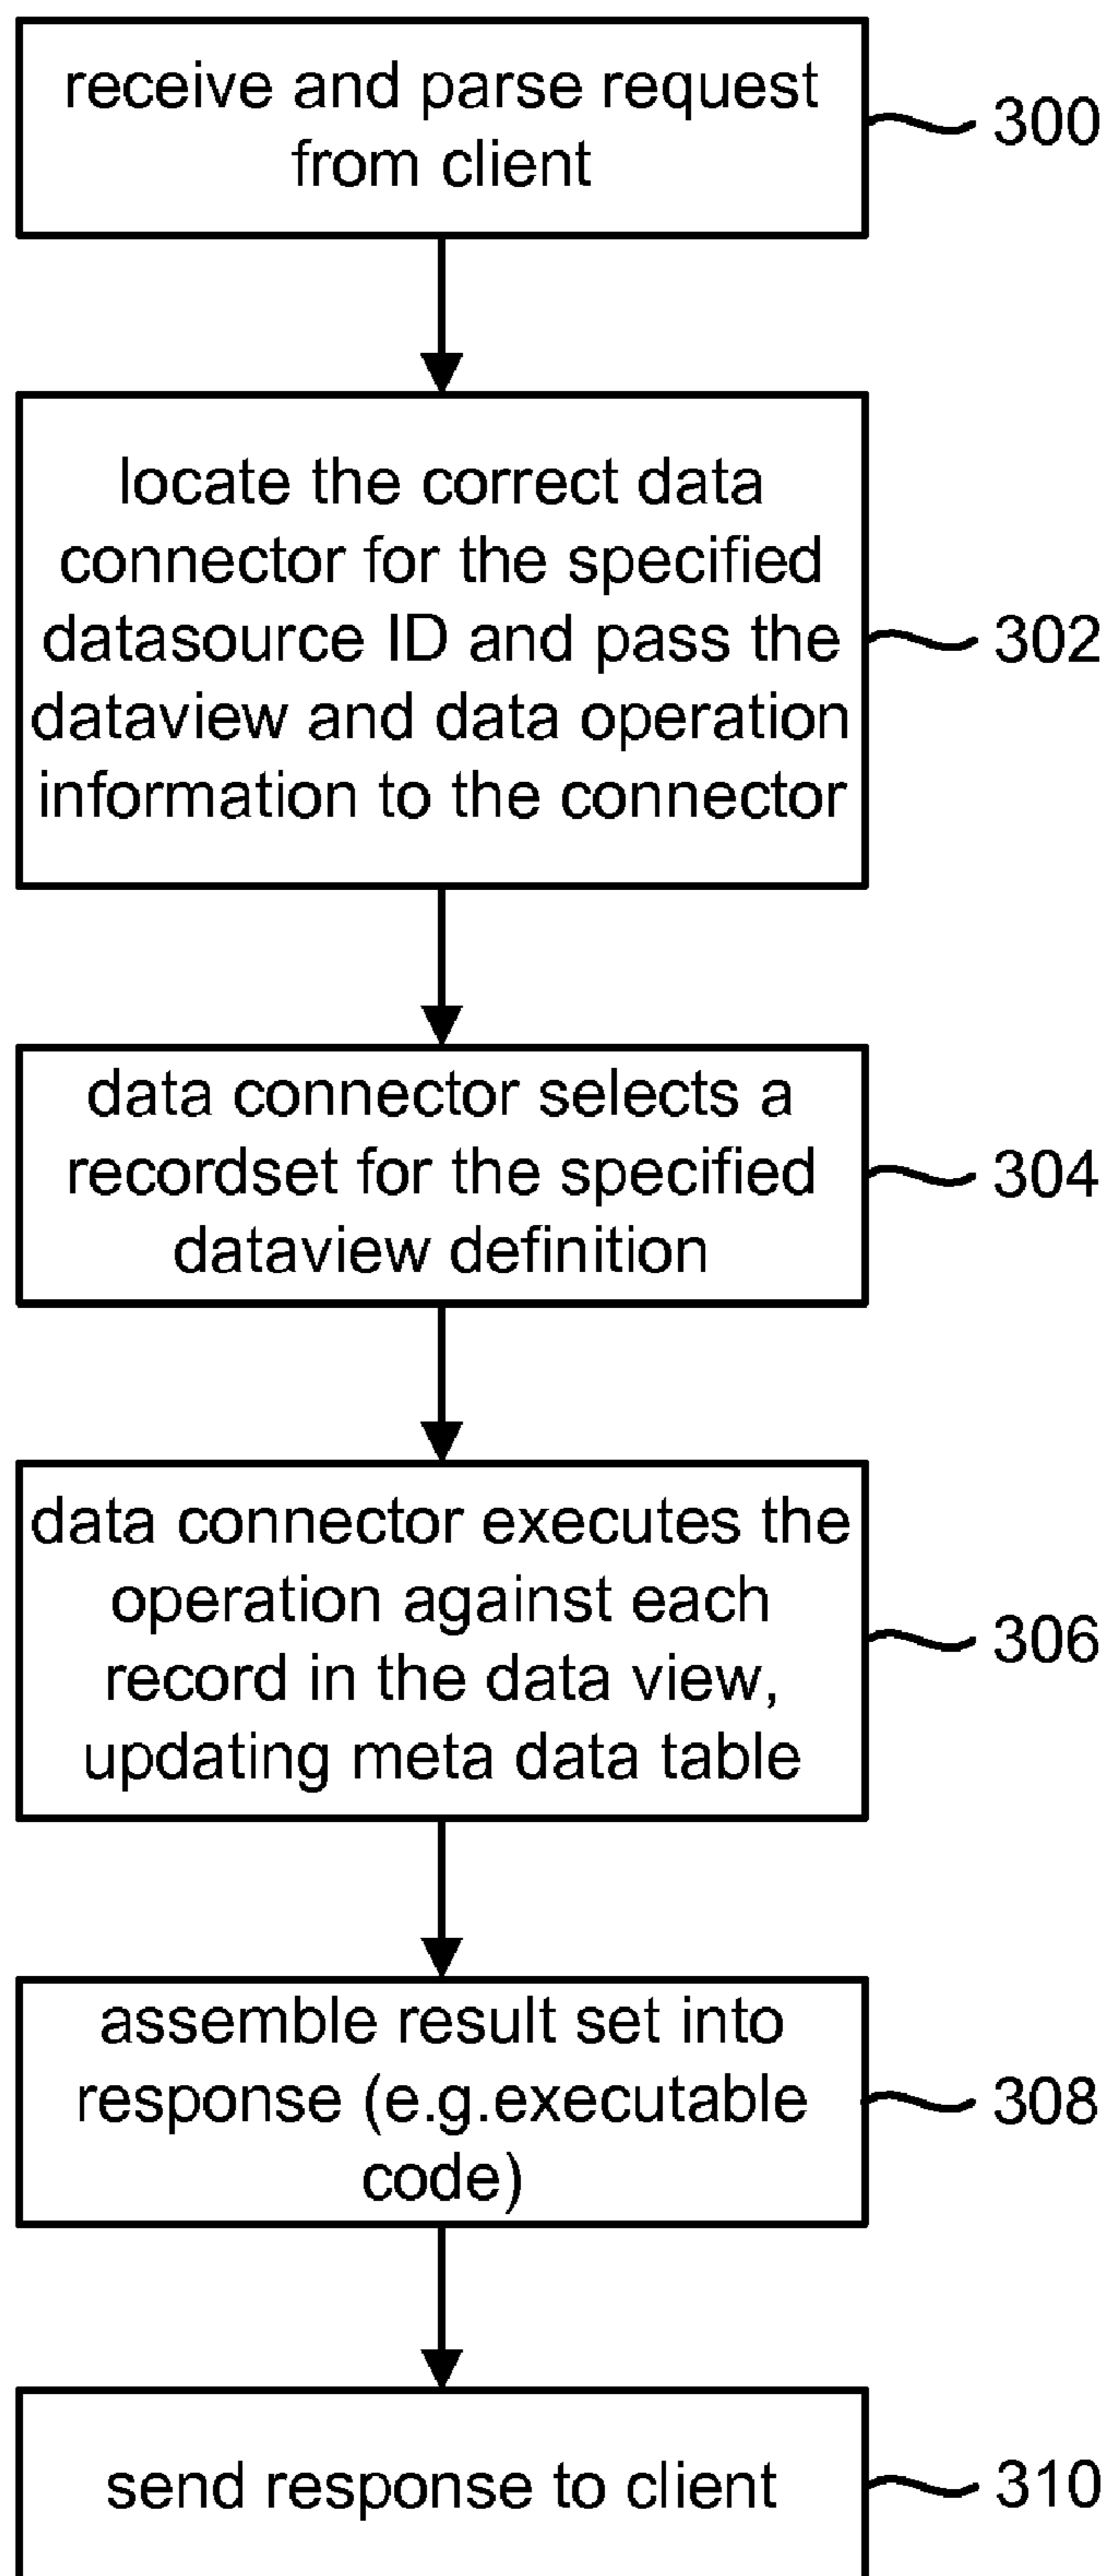 receive and parse request
from client
300
locate the correct data
connector for the specified
datasource ID and pass the
dataview and data operation
information to the connector
302
data connector selects a
recordset for the specified
dataview definition
304
data connector executes the
operation against each
record in the data view,
updating meta data table
306
assemble result set into
response (e.g.executable
code)
308
send response to client
310